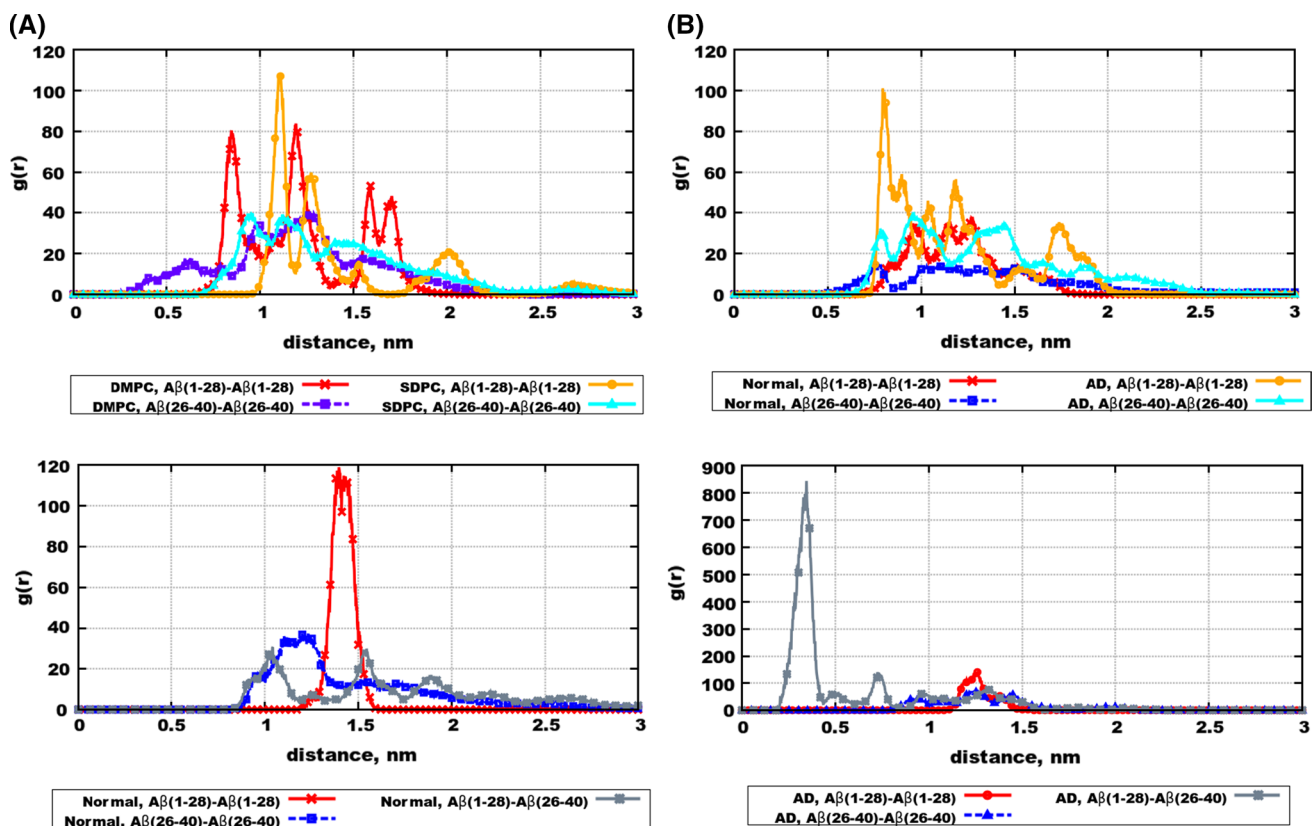 (A)
120
100
80
60
40
20
0
g(r)
0 0.5 1 1.5 2 2.5 3
distance, nm
DMPC, Aβ(1-28)-Aβ(1-28) SDPC, Aβ(1-28)-Aβ(1-28)
DMPC, Aβ(26-40)-Aβ(26-40) SDPC, Aβ(26-40)-Aβ(26-40)
(B)
120
100
80
60
40
20
0
g(r)
0 0.5 1 1.5 2 2.5 3
distance, nm
Normal, Aβ(1-28)-Aβ(1-28) AD, Aβ(1-28)-Aβ(1-28)
Normal, Aβ(26-40)-Aβ(26-40) AD, Aβ(26-40)-Aβ(26-40)
120
100
80
60
40
20
0
g(r)
0 0.5 1 1.5 2 2.5 3
distance, nm
Normal, Aβ(1-28)-Aβ(1-28) Normal, Aβ(1-28)-Aβ(26-40)
Normal, Aβ(26-40)-Aβ(26-40)
900
800
700
600
500
400
300
200
100
0
g(r)
0 0.5 1 1.5 2 2.5 3
distance, nm
AD, Aβ(1-28)-Aβ(1-28) AD, Aβ(1-28)-Aβ(26-40)
AD, Aβ(26-40)-Aβ(26-40)